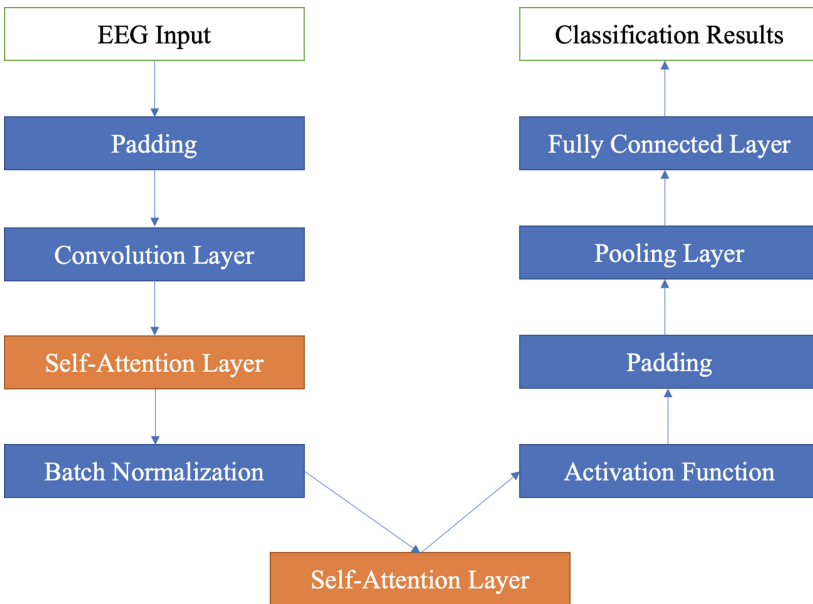 EEG Input
Padding
Convolution Layer
Self-Attention Layer
Batch Normalization
Self-Attention Layer
Activation Function
Padding
Pooling Layer
Fully Connected Layer
Classification Results